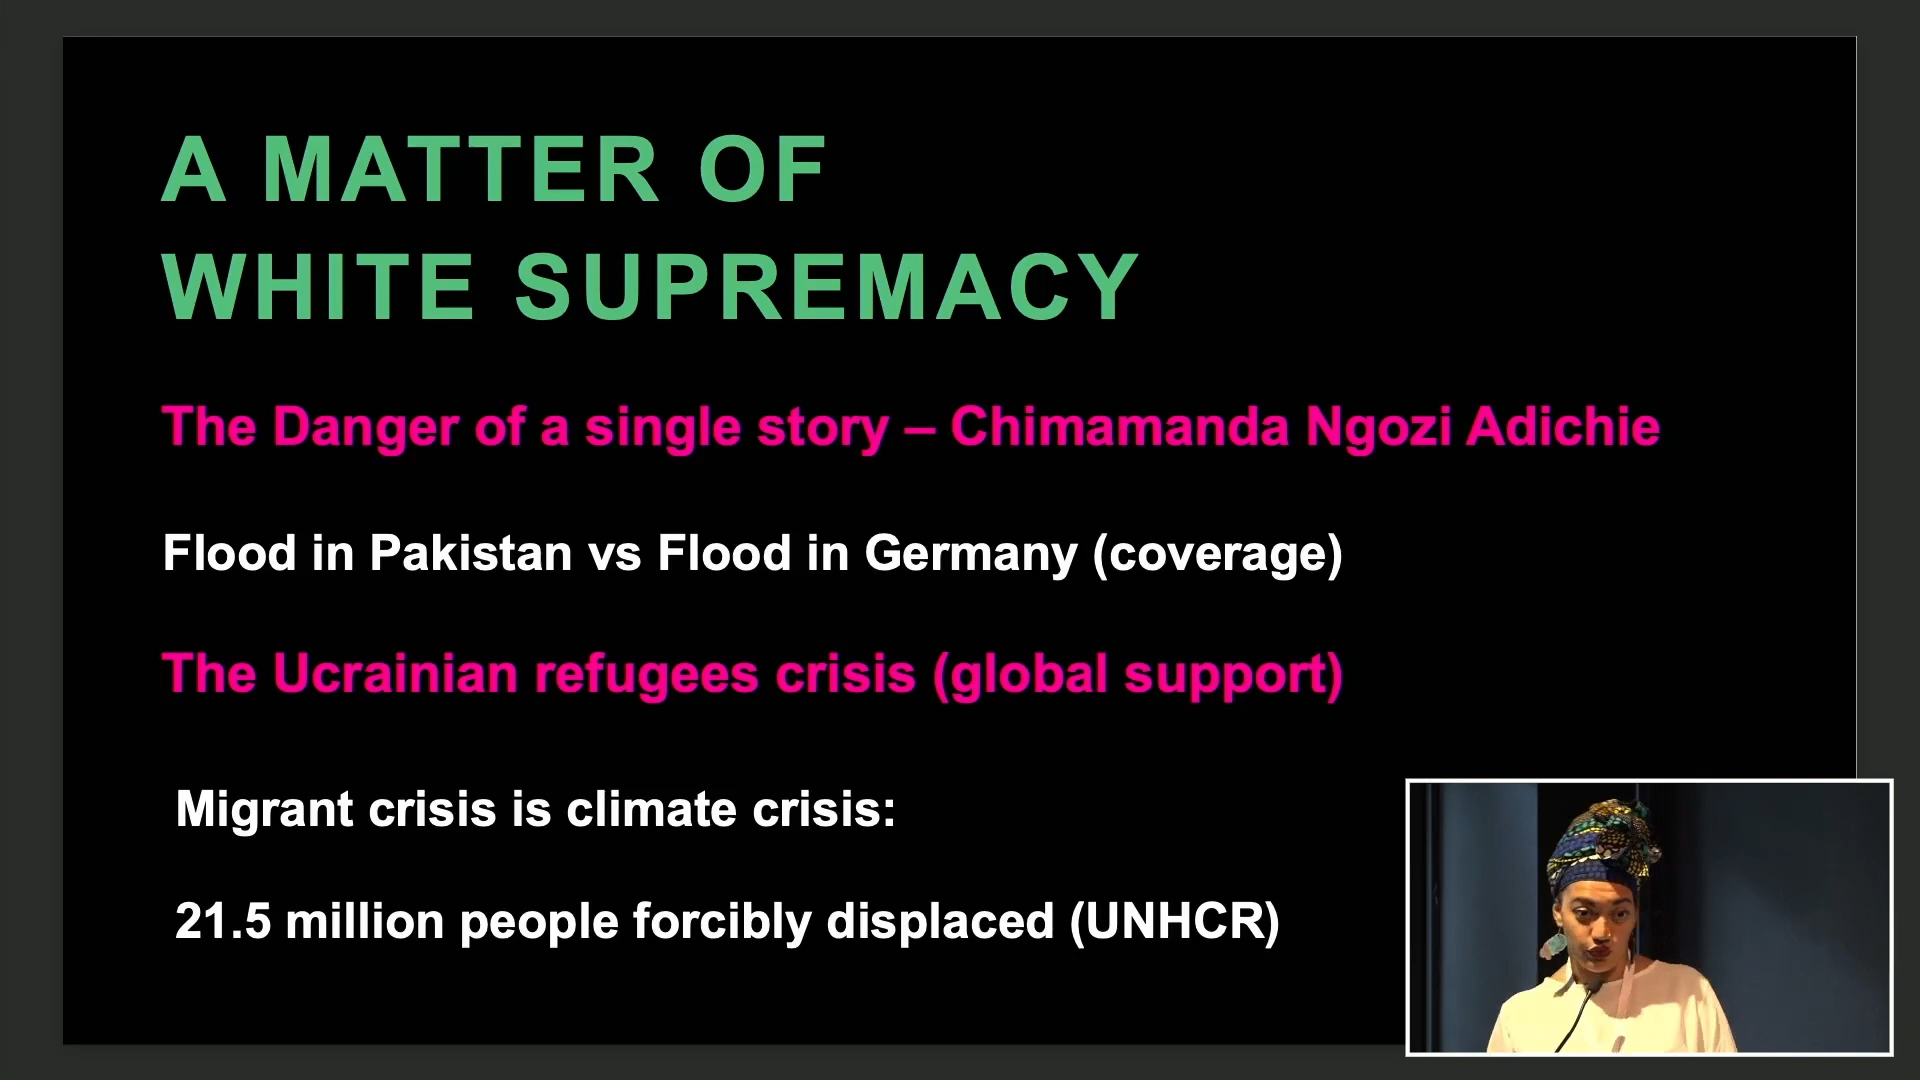 A MATTER OF
WHITE SUPREMACY
The Danger of a single story – Chimamanda Ngozi Adichie
Flood in Pakistan vs Flood in Germany (coverage)
The Ucrainian refugees crisis (global support)
Migrant crisis is climate crisis:
21.5 million people forcibly displaced (UNHCR)